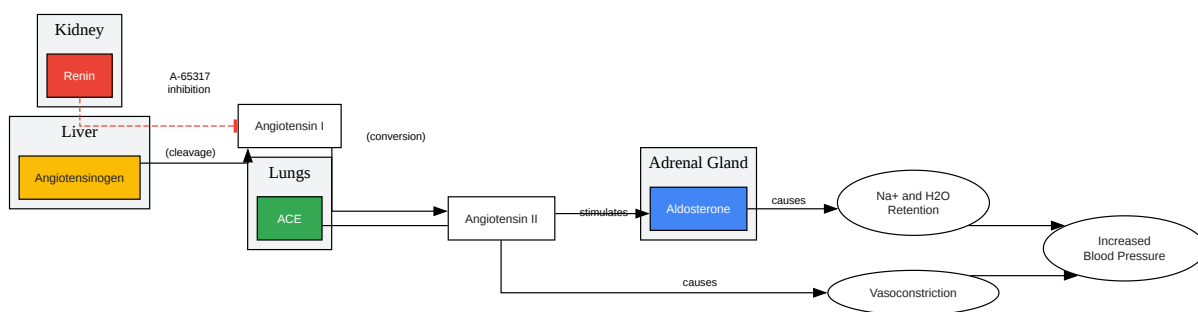 Kidney
Renin
A-65317
inhibition
Liver
Angiotensinogen
(cleavage)
Angiotensin I
(conversion)
Lungs
ACE
Angiotensin II
stimulates
Adrenal Gland
Aldosterone
causes
Na+ and H2O
Retention
causes
Vasoconstriction
Increased
Blood Pressure